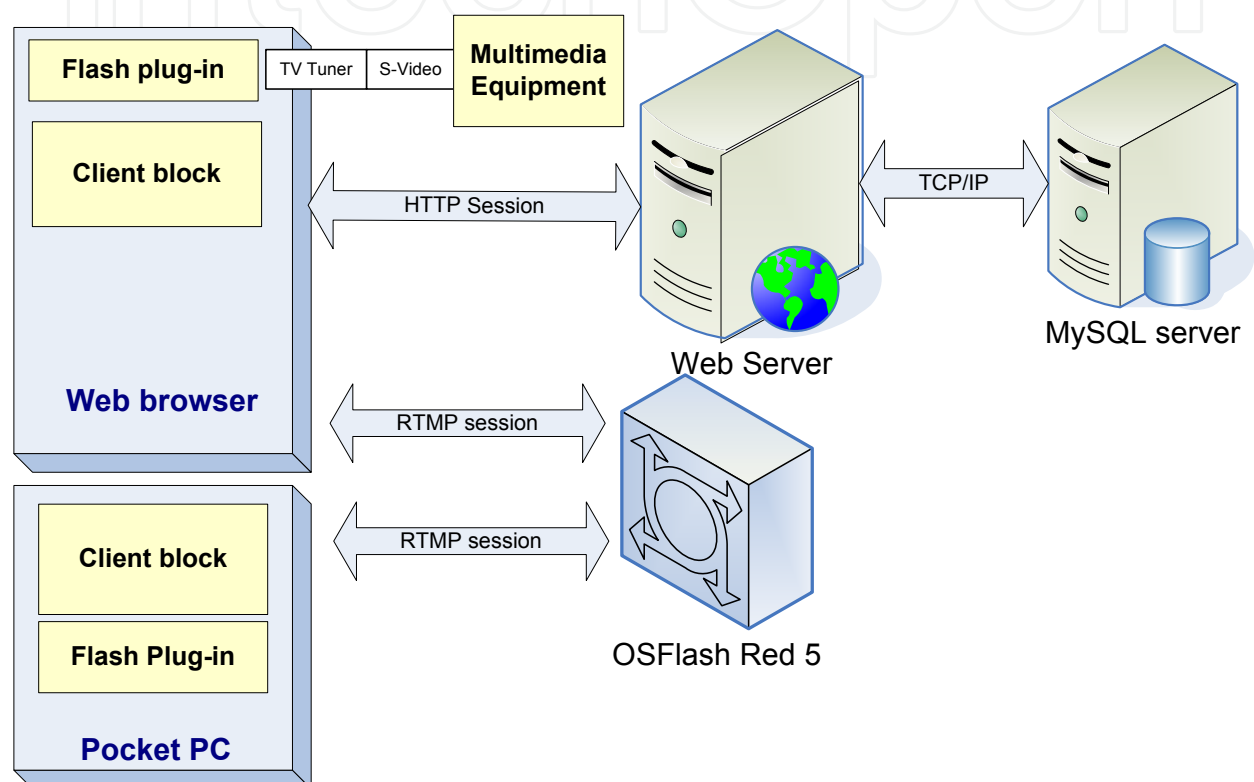 Flash plug-in
TV Tuner
S-Video
Multimedia
Equipment
Client block
HTTP Session
TCP/IP
Web Server
MySQL server
Web browser
RTMP session
RTMP session
Client block
Flash Plug-in
OSFlash Red 5
Pocket PC